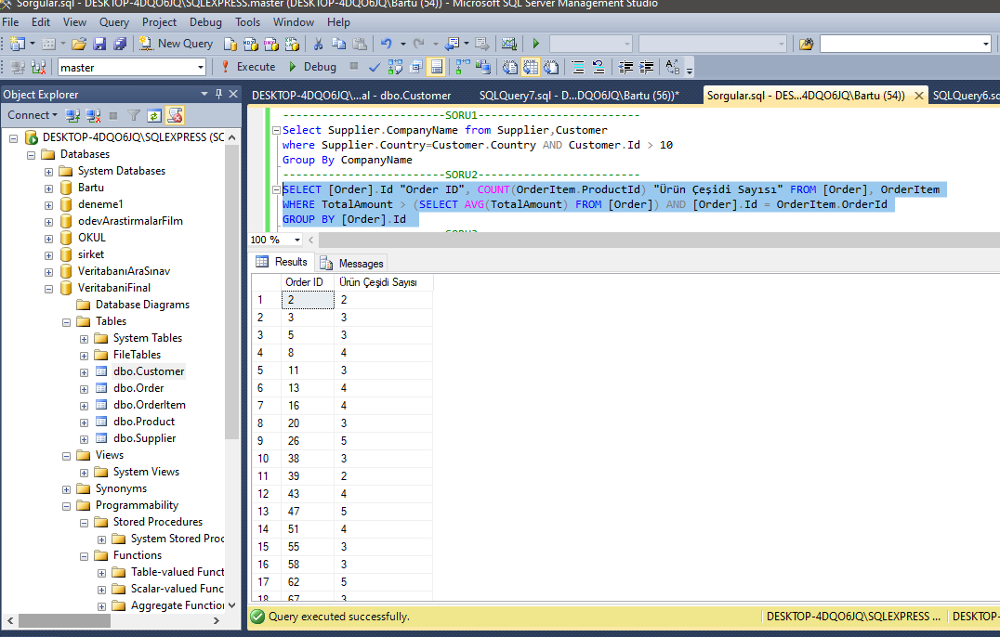 Sorgular.sql - DESKTOP-4DQO6JQ\SQLEXPRESS.master (DESKTOP-4DQO6JQ\Bartu (54)) - Microsoft SQL Server Management Studio
File Edit View Query Project Debug Tools Window Help
New Query
master Execute Debug
Object Explorer
Connect
DESKTOP-4DQO6JQ\SQLEXPRESS (SC
Databases
System Databases
Bartu
deneme1
odevArastirmalarFilm
OKUL
sirket
VeritabanıAraSınav
VeritabaniFinal
Database Diagrams
Tables
System Tables
FileTables
dbo.Customer
dbo.Order
dbo.OrderItem
dbo.Product
dbo.Supplier
Views
System Views
Synonyms
Programmability
Stored Procedures
System Stored Proc
Functions
Table-valued Funct
Scalar-valued Func
Aggregate Function
DESKTOP-4DQO6JQ\...al - dbo.Customer SQLQuery7.sql - D...DQO6JQ\Bartu (56))* Sorgular.sql - DES...4DQO6JQ\Bartu (54)) SQLQuery6.sq
-------------------------SORU1-------------------------
Select Supplier.CompanyName from Supplier,Customer
where Supplier.Country=Customer.Country AND Customer.Id > 10
Group By CompanyName
-------------------------SORU2-------------------------
SELECT [Order].Id "Order ID", COUNT(OrderItem.ProductId) "Ürün Çeşidi Sayısı" FROM [Order], OrderItem
WHERE TotalAmount > (SELECT AVG(TotalAmount) FROM [Order]) AND [Order].Id = OrderItem.OrderId
GROUP BY [Order].Id
100 %
Results Messages
Order ID Ürün Çeşidi Sayısı
1 2 2
2 3 3
3 5 3
4 8 4
5 11 3
6 13 4
7 16 4
8 20 3
9 26 5
10 38 3
11 39 2
12 43 4
13 47 5
14 51 4
15 55 3
16 58 3
17 62 5
18 67 3
Query executed successfully. DESKTOP-4DQO6JQ\SQLEXPRESS ... DESKTOP-